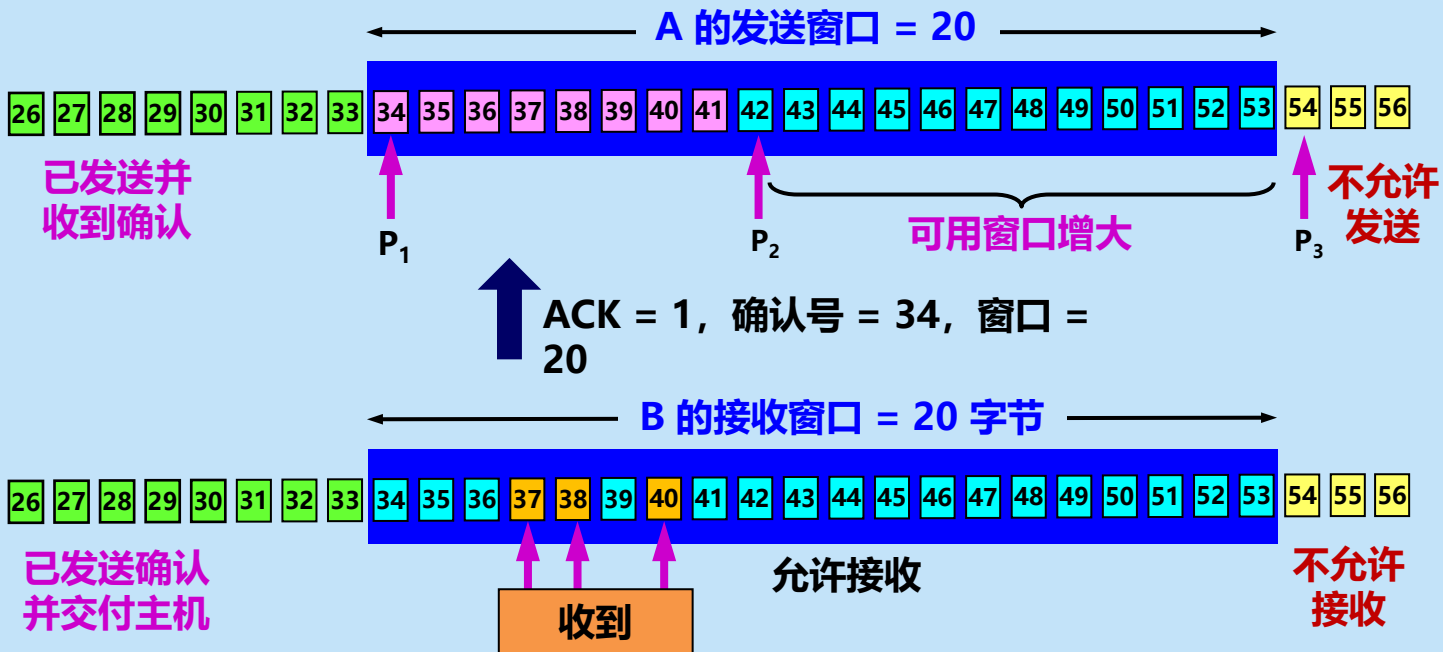 A 的发送窗口 = 20
26 27 28 29 30 31 32 33 34 35 36 37 38 39 40 41 42 43 44 45 46 47 48 49 50 51 52 53 54 55 56
已发送并
收到确认
P1
P2
可用窗口增大
P3
不允许
发送
ACK = 1，确认号 = 34，窗口 =
20
B 的接收窗口 = 20 字节
26 27 28 29 30 31 32 33 34 35 36 37 38 39 40 41 42 43 44 45 46 47 48 49 50 51 52 53 54 55 56
已发送确认
并交付主机
收到
允许接收
不允许
接收